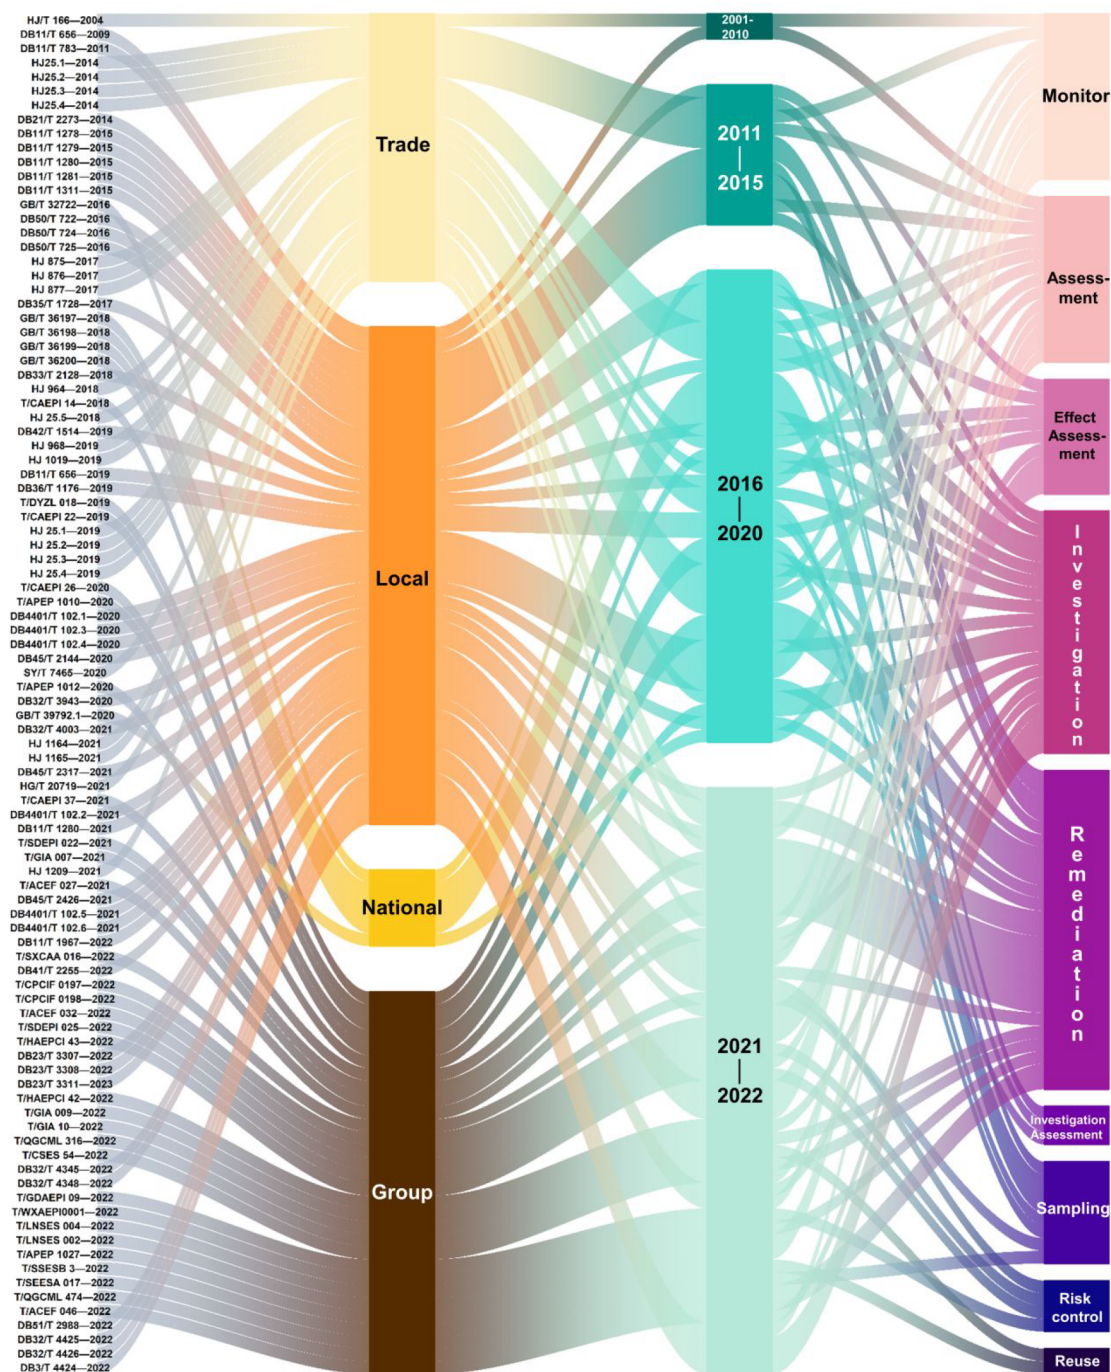 HJ/T 166—2004
DB11/T 656—2009
DB11/T 783—2011
HJ25.1—2014
HJ25.2—2014
HJ25.3—2014
HJ25.4—2014
DB21/T 2273—2014
DB11/T 1278—2015
DB11/T 1279—2015
DB11/T 1280—2015
DB11/T 1281—2015
DB11/T 1311—2015
GB/T 32722—2016
DB50/T 722—2016
DB50/T 724—2016
DB50/T 725—2016
HJ 875—2017
HJ 876—2017
HJ 877—2017
DB35/T 1728—2017
GB/T 36197—2018
GB/T 36198—2018
GB/T 36199—2018
GB/T 36200—2018
DB33/T 2128—2018
HJ 964—2018
T/CAEPI 14—2018
HJ 25.5—2018
DB42/T 1514—2019
HJ 968—2019
HJ 1019—2019
DB11/T 656—2019
DB36/T 1176—2019
T/DYZL 018—2019
T/CAEPI 22—2019
HJ 25.1—2019
HJ 25.2—2019
HJ 25.3—2019
HJ 25.4—2019
T/CAEPI 26—2020
T/APEP 1010—2020
DB4401/T 102.1—2020
DB4401/T 102.3—2020
DB4401/T 102.4—2020
DB45/T 2144—2020
SY/T 7465—2020
T/APEP 1012—2020
DB32/T 3943—2020
GB/T 39792.1—2020
DB32/T 4003—2021
HJ 1164—2021
HJ 1165—2021
DB45/T 2317—2021
HG/T 20719—2021
T/CAEPI 37—2021
DB4401/T 102.2—2021
DB11/T 1280—2021
T/SDEPI 022—2021
T/GIA 007—2021
HJ 1209—2021
T/ACEF 027—2021
DB45/T 2426—2021
DB4401/T 102.5—2021
DB4401/T 102.6—2021
DB11/T 1967—2022
T/SXCAA 016—2022
DB41/T 2255—2022
T/CPCIF 0197—2022
T/CPCIF 0198—2022
T/ACEF 032—2022
T/SDEPI 025—2022
T/HAEPCI 43—2022
DB23/T 3307—2022
DB23/T 3308—2022
DB23/T 3311—2023
T/HAEPCI 42—2022
T/GIA 009—2022
T/GIA 10—2022
T/QGCML 316—2022
T/CSES 54—2022
DB32/T 4345—2022
DB32/T 4348—2022
T/GDAEPI 09—2022
T/WXAEPI0001—2022
T/LNSES 004—2022
T/LNSES 002—2022
T/APEP 1027—2022
T/SSESB 3—2022
T/SEESA 017—2022
T/QGCML 474—2022
T/ACEF 046—2022
DB51/T 2988—2022
DB32/T 4425—2022
DB32/T 4426—2022
DB3/T 4424—2022
Trade
Local
National
Group
2001-
2010
2011
|
2015
2016
|
2020
2021
|
2022
Monitor
Assess-
ment
Effect
Assess-
ment
Investigation
Remediation
Investigation
Assessment
Sampling
Risk
control
Reuse